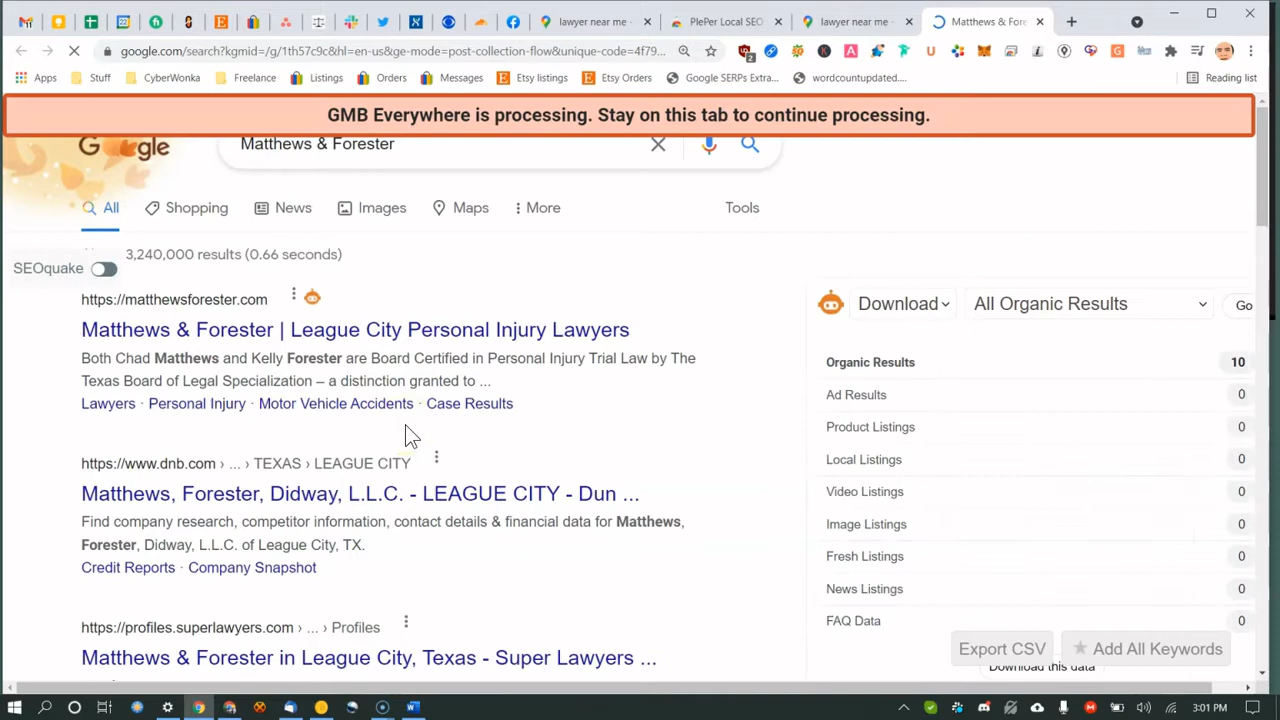 lawyer near me -
PlePer Local SEO
lawyer near me -
Matthews & Fore
google.com/search?kgmid=/g/1th57c9c&hl=en-us&ge-mode=post-collection-flow&unique-code=4f79...
Apps
Stuff
CyberWonka
Freelance
Listings
Orders
Messages
Etsy listings
Etsy Orders
Google SERPs Extra...
wordcountupdated....
Reading list
GMB Everywhere is processing. Stay on this tab to continue processing.
Google
Matthews & Forester
All
Shopping
News
Images
Maps
More
Tools
3,240,000 results (0.66 seconds)
SEOquake
https://matthewsforester.com
Matthews & Forester | League City Personal Injury Lawyers
Both Chad Matthews and Kelly Forester are Board Certified in Personal Injury Trial Law by The
Texas Board of Legal Specialization – a distinction granted to ...
Lawyers · Personal Injury · Motor Vehicle Accidents · Case Results
https://www.dnb.com › ... › TEXAS › LEAGUE CITY
Matthews, Forester, Didway, L.L.C. - LEAGUE CITY - Dun ...
Find company research, competitor information, contact details & financial data for Matthews,
Forester, Didway, L.L.C. of League City, TX.
Credit Reports · Company Snapshot
https://profiles.superlawyers.com › ... › Profiles
Matthews & Forester in League City, Texas - Super Lawyers ...
Download
All Organic Results
Go
Organic Results 10
Ad Results 0
Product Listings 0
Local Listings 0
Video Listings 0
Image Listings 0
Fresh Listings 0
News Listings 0
FAQ Data 0
Export CSV
Add All Keywords
Download this data
3:01 PM